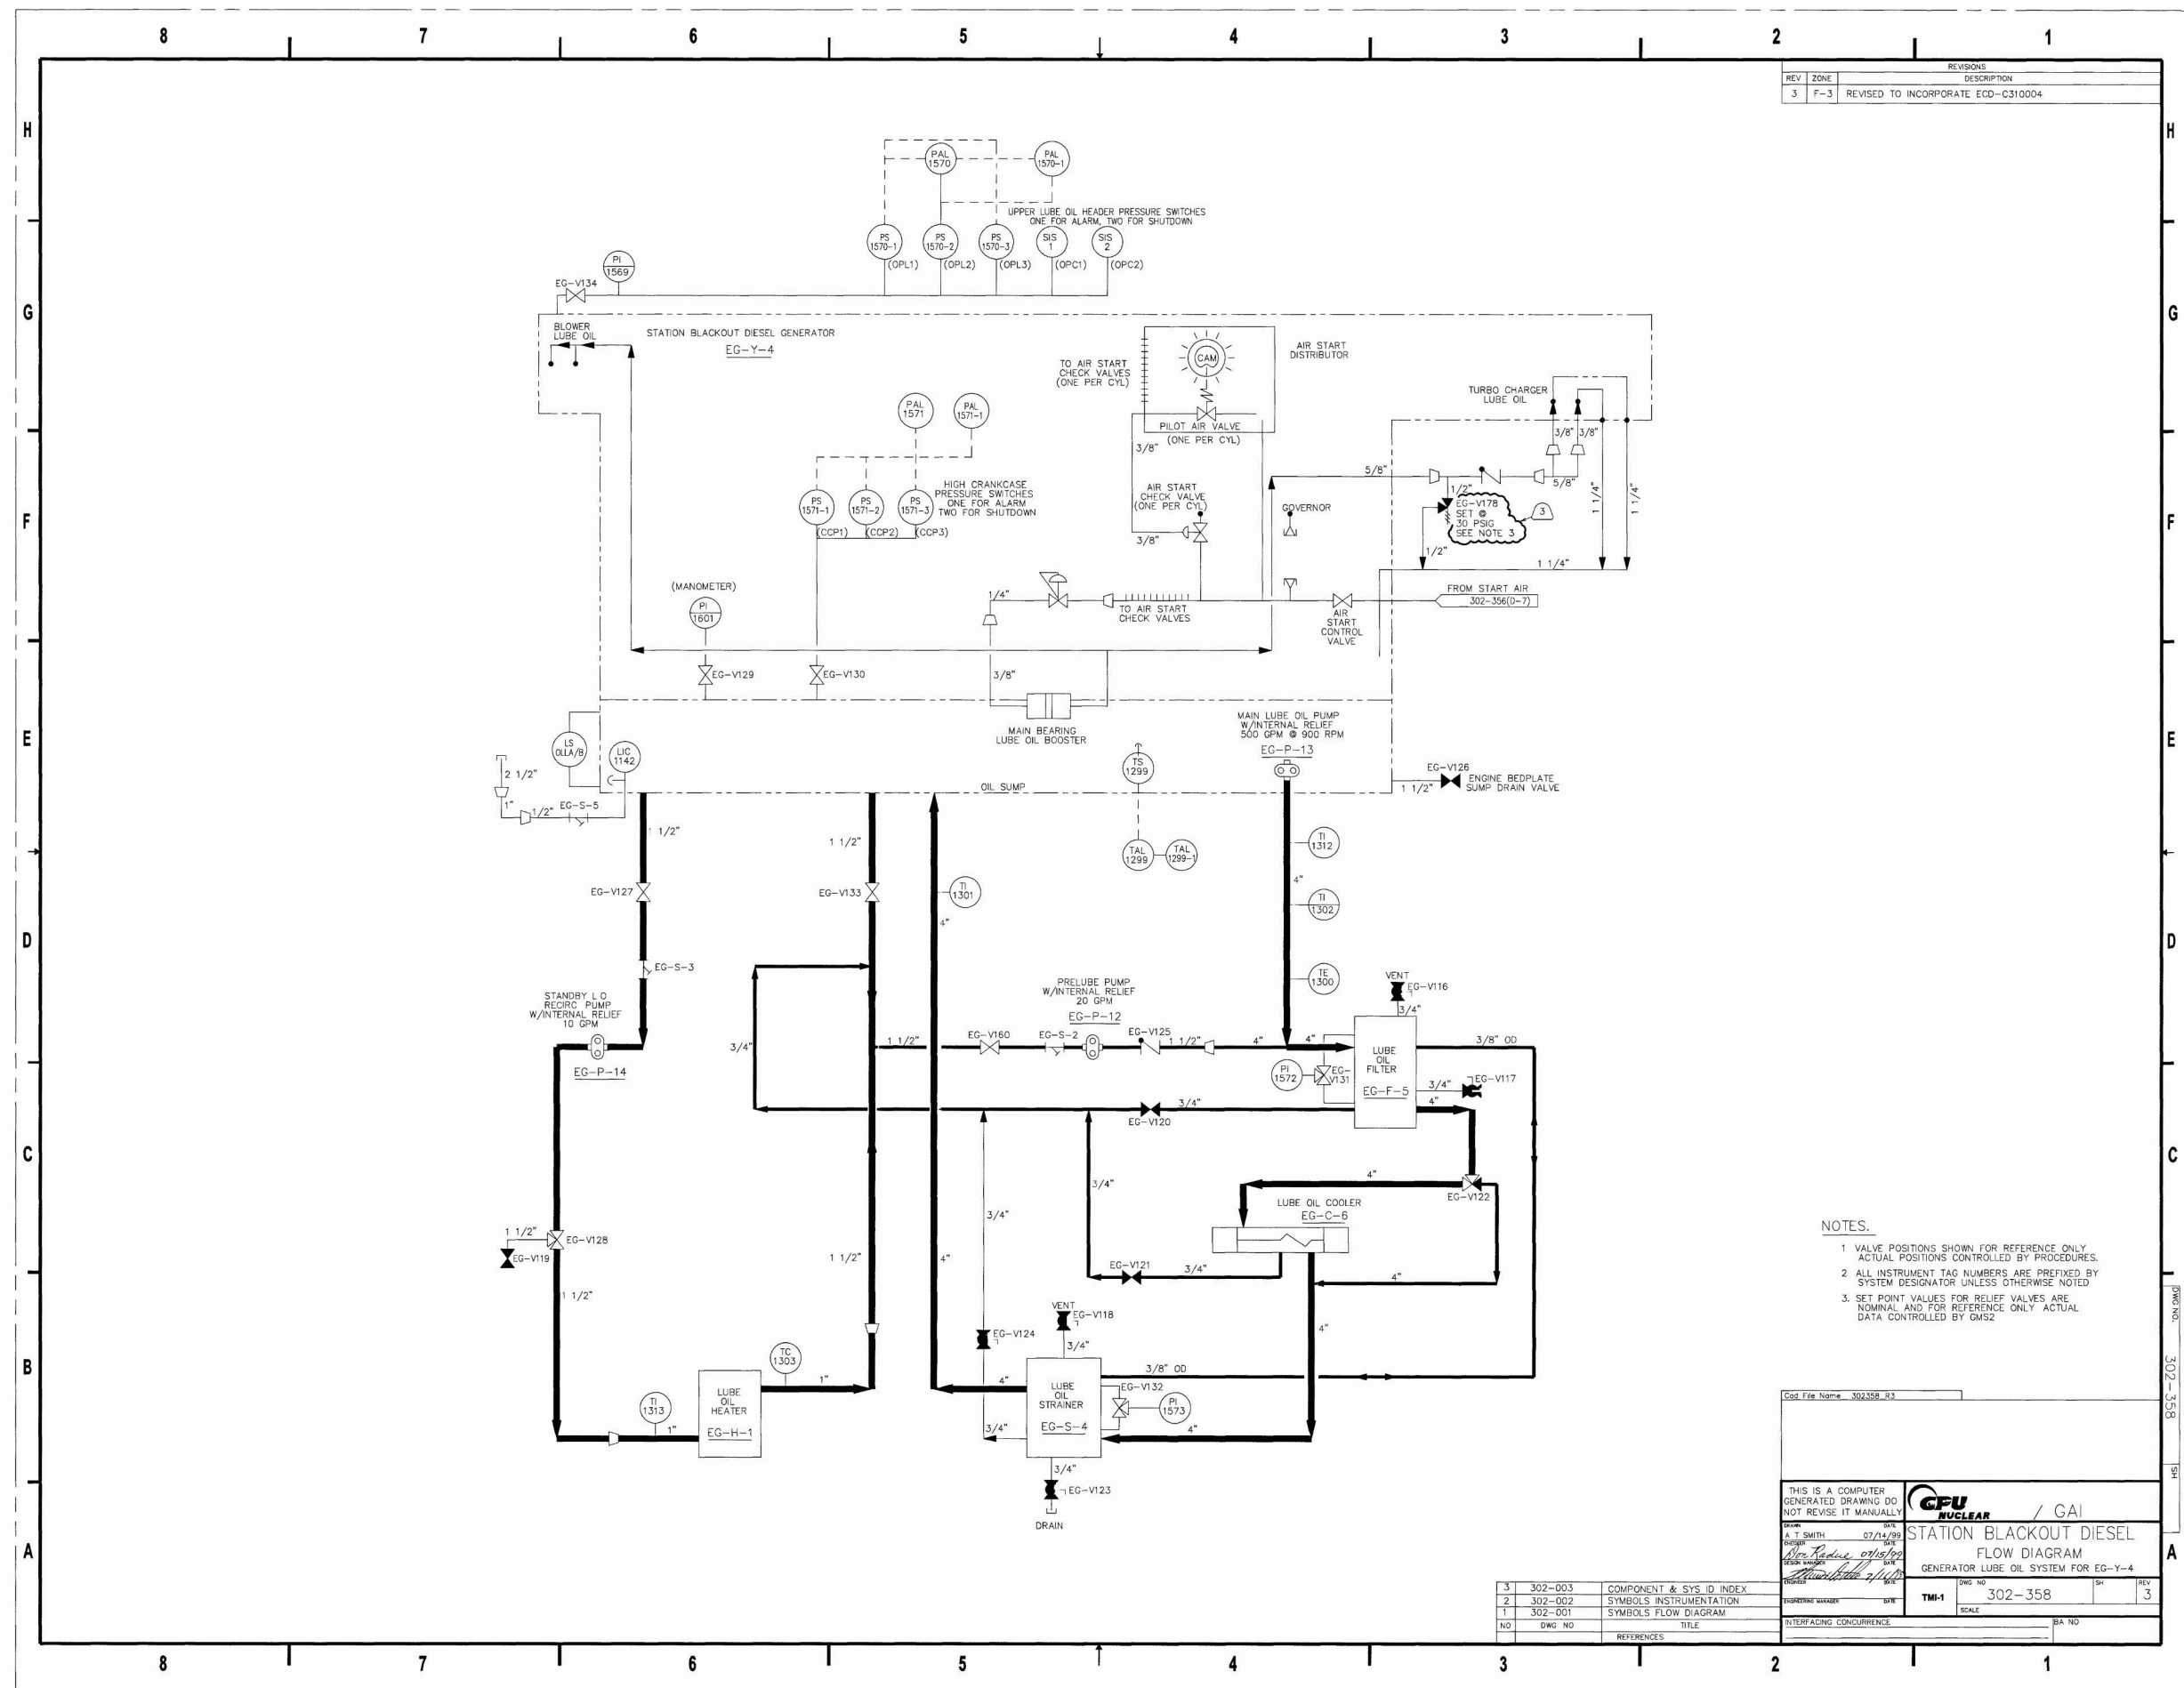 8 7 6 5 4 3 2 1
REVISIONS
REV ZONE DESCRIPTION
3 F-3 REVISED TO INCORPORATE ECD-C310004
H H
PAL
1570
PAL
1570-1
UPPER LUBE OIL HEADER PRESSURE SWITCHES
ONE FOR ALARM, TWO FOR SHUTDOWN
PS
1570-1
(OPL1)
PS
1570-2
(OPL2)
PS
1570-3
(OPL3)
SIS
1
(OPC1)
SIS
2
(OPC2)
PI
1569
EG-V134
G G
BLOWER
LUBE OIL
STATION BLACKOUT DIESEL GENERATOR
EG-Y-4
TO AIR START
CHECK VALVES
(ONE PER CYL)
CAM
PILOT AIR VALVE
(ONE PER CYL)
AIR START
DISTRIBUTOR
TURBO CHARGER
LUBE OIL
3/8" 3/8"
PAL
1571
PAL
1571-1
3/8"
5/8"
5/8"
1/2"
1 1/4"
1 1/4"
HIGH CRANKCASE
PRESSURE SWITCHES
ONE FOR ALARM
TWO FOR SHUTDOWN
PS
1571-1
(CCP1)
PS
1571-2
(CCP2)
PS
1571-3
(CCP3)
AIR START
CHECK VALVE
(ONE PER CYL)
3/8"
GOVERNOR
EG-V178
SET @
30 PSIG
SEE NOTE 3
3
F F
1/2"
1 1/4"
(MANOMETER)
PI
1601
1/4"
TO AIR START
CHECK VALVES
AIR
START
CONTROL
VALVE
FROM START AIR
302-356(D-7)
EG-V129
EG-V130
3/8"
MAIN BEARING
LUBE OIL BOOSTER
MAIN LUBE OIL PUMP
W/INTERNAL RELIEF
500 GPM @ 900 RPM
EG-P-13
E E
LS
OLLA/B
LIC
1142
2 1/2"
1"
1/2"
EG-S-5
OIL SUMP
TS
1299
EG-V126
1 1/2"
ENGINE BEDPLATE
SUMP DRAIN VALVE
1 1/2"
1 1/2"
TAL
1299
TAL
1299-1
TI
1312
4"
EG-V127
EG-V133
TI
1301
4"
TI
1302
D D
EG-S-3
TE
1300
STANDBY L O
RECIRC PUMP
W/INTERNAL RELIEF
10 GPM
EG-P-14
PRELUBE PUMP
W/INTERNAL RELIEF
20 GPM
EG-P-12
VENT
EG-V116
3/4"
3/4"
1 1/2"
EG-V160
EG-S-2
EG-V125
1 1/2"
4"
4"
LUBE
OIL
FILTER
EG-F-5
3/8" OD
PI
1572
EG-
V131
3/4"
EG-V117
4"
3/4"
EG-V120
C C
3/4"
3/4"
4"
EG-V122
LUBE OIL COOLER
EG-C-6
1 1/2"
EG-V128
EG-V119
1 1/2"
4"
EG-V121
3/4"
4"
1 1/2"
4"
VENT
EG-V118
3/4"
EG-V124
B B
TC
1303
1"
TI
1313
1"
LUBE
OIL
HEATER
EG-H-1
4"
3/4"
LUBE
OIL
STRAINER
EG-S-4
3/8" OD
EG-V132
PI
1573
4"
3/4"
EG-V123
DRAIN
NOTES.
1 VALVE POSITIONS SHOWN FOR REFERENCE ONLY
ACTUAL POSITIONS CONTROLLED BY PROCEDURES.
2 ALL INSTRUMENT TAG NUMBERS ARE PREFIXED BY
SYSTEM DESIGNATOR UNLESS OTHERWISE NOTED
3. SET POINT VALUES FOR RELIEF VALVES ARE
NOMINAL AND FOR REFERENCE ONLY ACTUAL
DATA CONTROLLED BY GMS2
DWG NO. 302-358 SH
Cad File Name 302358_R3
THIS IS A COMPUTER
GENERATED DRAWING DO
NOT REVISE IT MANUALLY
GPU
NUCLEAR / GAI
DRAWN DATE
A T SMITH 07/14/99
CHECKER DATE
Don Radue 07/15/99
DESIGN MANAGER DATE
ENGINEER DATE
ENGINEERING MANAGER DATE
STATION BLACKOUT DIESEL
FLOW DIAGRAM
GENERATOR LUBE OIL SYSTEM FOR EG-Y-4
TMI-1
DWG NO
302-358
SH
REV
3
SCALE
INTERFACING CONCURRENCE
BA NO
A A
3 302-003 COMPONENT & SYS ID INDEX
2 302-002 SYMBOLS INSTRUMENTATION
1 302-001 SYMBOLS FLOW DIAGRAM
NO DWG NO TITLE
REFERENCES
8 7 6 5 4 3 2 1